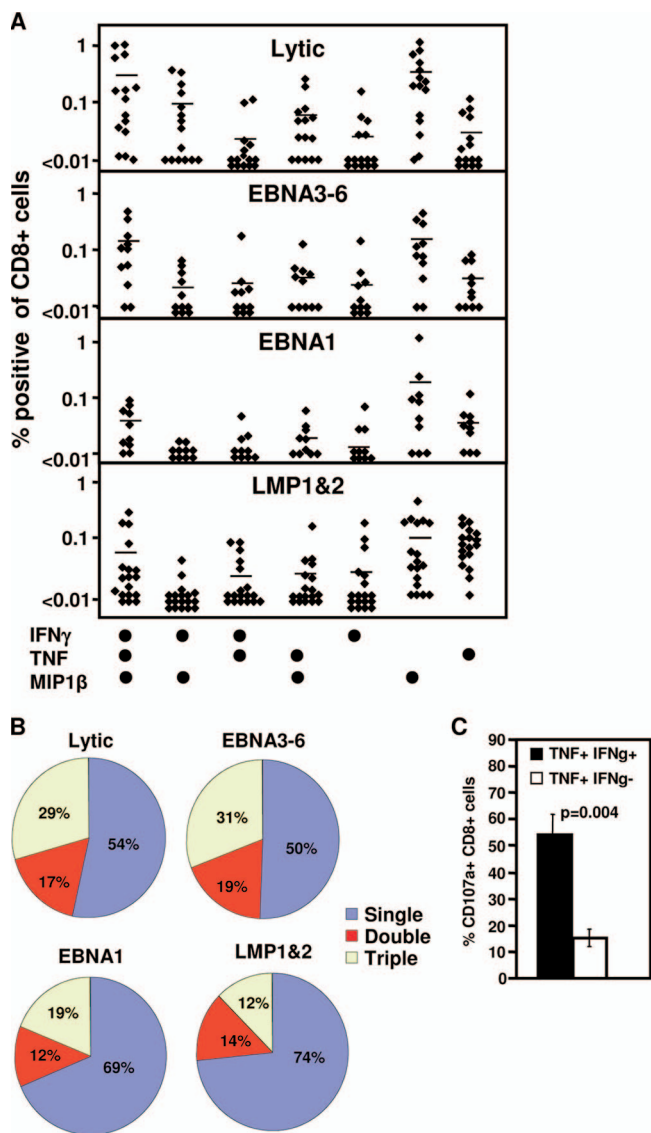 A
% positive of CD8+ cells
Lytic
1
0.1
<0.01
EBNA3-6
1
0.1
<0.01
EBNA1
1
0.1
<0.01
LMP1&2
1
0.1
<0.01
IFNγ
TNF
MIP1β
B
Lytic
29%
54%
17%
EBNA3-6
31%
50%
19%
Single
Double
Triple
EBNA1
19%
12%
69%
LMP1&2
12%
14%
74%
C
% CD107a+ CD8+ cells
90
80
70
60
50
40
30
20
10
0
TNF+ IFNg+
TNF+ IFNg-
p=0.004